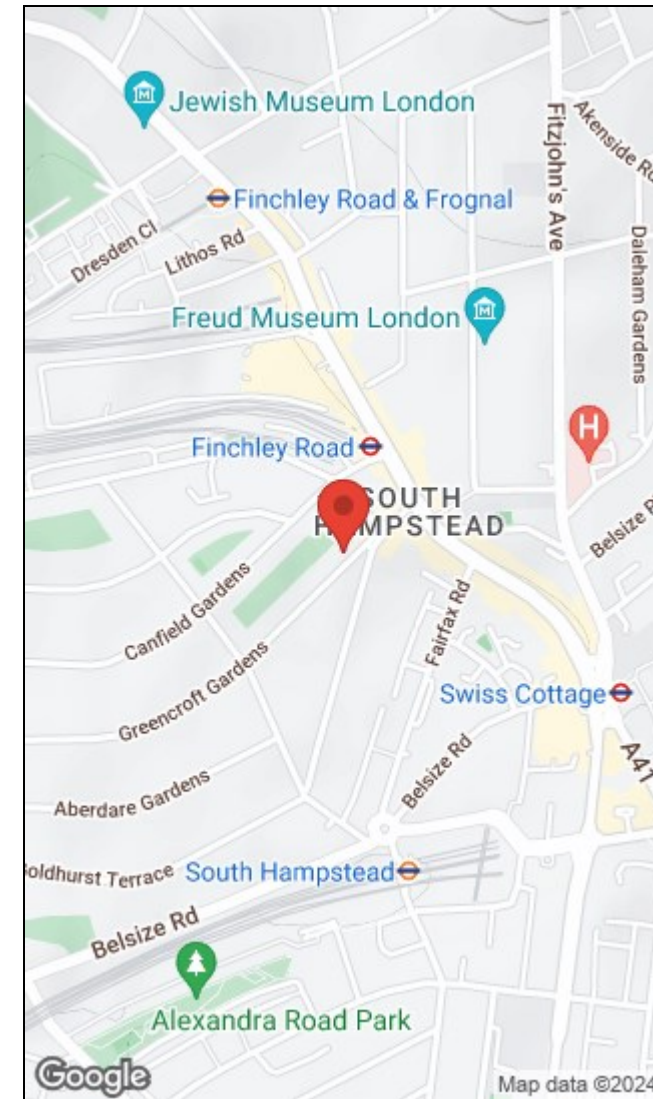 Jewish Museum London
Fitzjohn's Ave
Akenside Rd
Finchley Road & Frognal
Dresden Cl
Lithos Rd
Daleham Gardens
Freud Museum London
H
Finchley Road
SOUTH
HAMPSTEAD
Belsize
Canfield Gardens
Fairfax Rd
Greencroft Gardens
Swiss Cottage
A41
Belsize Rd
Aberdare Gardens
oldhurst Terrace
South Hampstead
Belsize Rd
Alexandra Road Park
Google
Map data ©2024